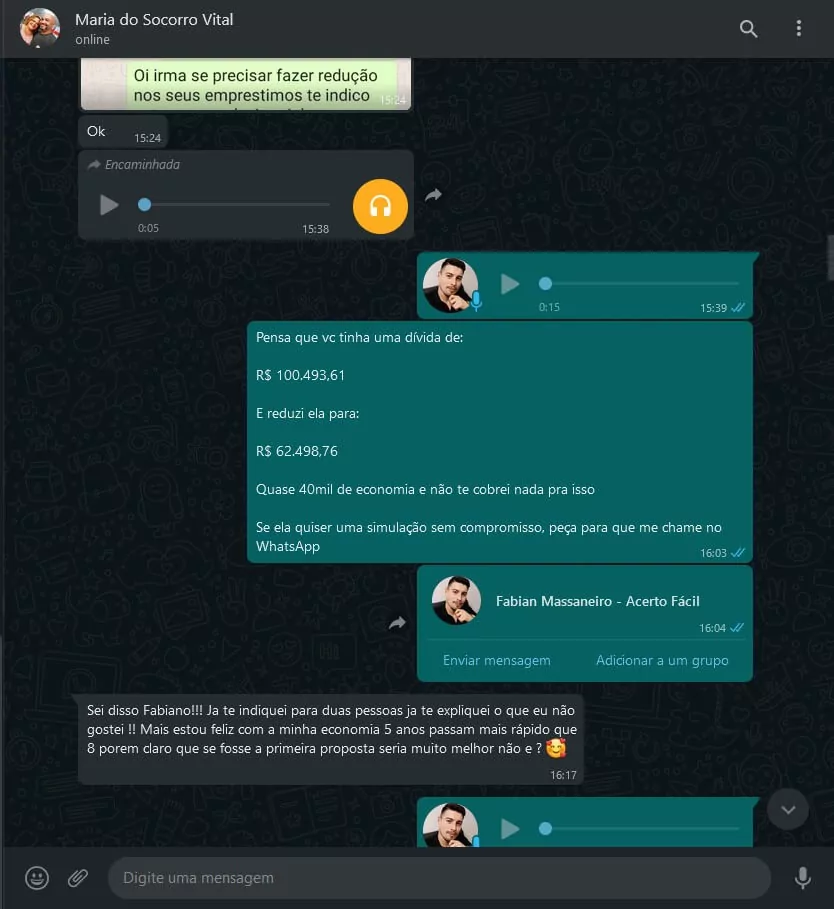 Maria do Socorro Vital
online
Oi irma se precisar fazer redução
nos seus emprestimos te indico
15:24
Ok
15:24
Encaminhada
0:05
15:38
0:15
15:39
Pensa que vc tinha uma dívida de:
R$ 100.493,61
E reduzi ela para:
R$ 62.498,76
Quase 40mil de economia e não te cobrei nada pra isso
Se ela quiser uma simulação sem compromisso, peça para que me chame no
WhatsApp
16:03
Fabian Massaneiro - Acerto Fácil
16:04
Enviar mensagem
Adicionar a um grupo
Sei disso Fabiano!!! Ja te indiquei para duas pessoas ja te expliquei o que eu não
gostei !! Mais estou feliz com a minha economia 5 anos passam mais rápido que
8 porem claro que se fosse a primeira proposta seria muito melhor não e ? 🥰
16:17
Digite uma mensagem